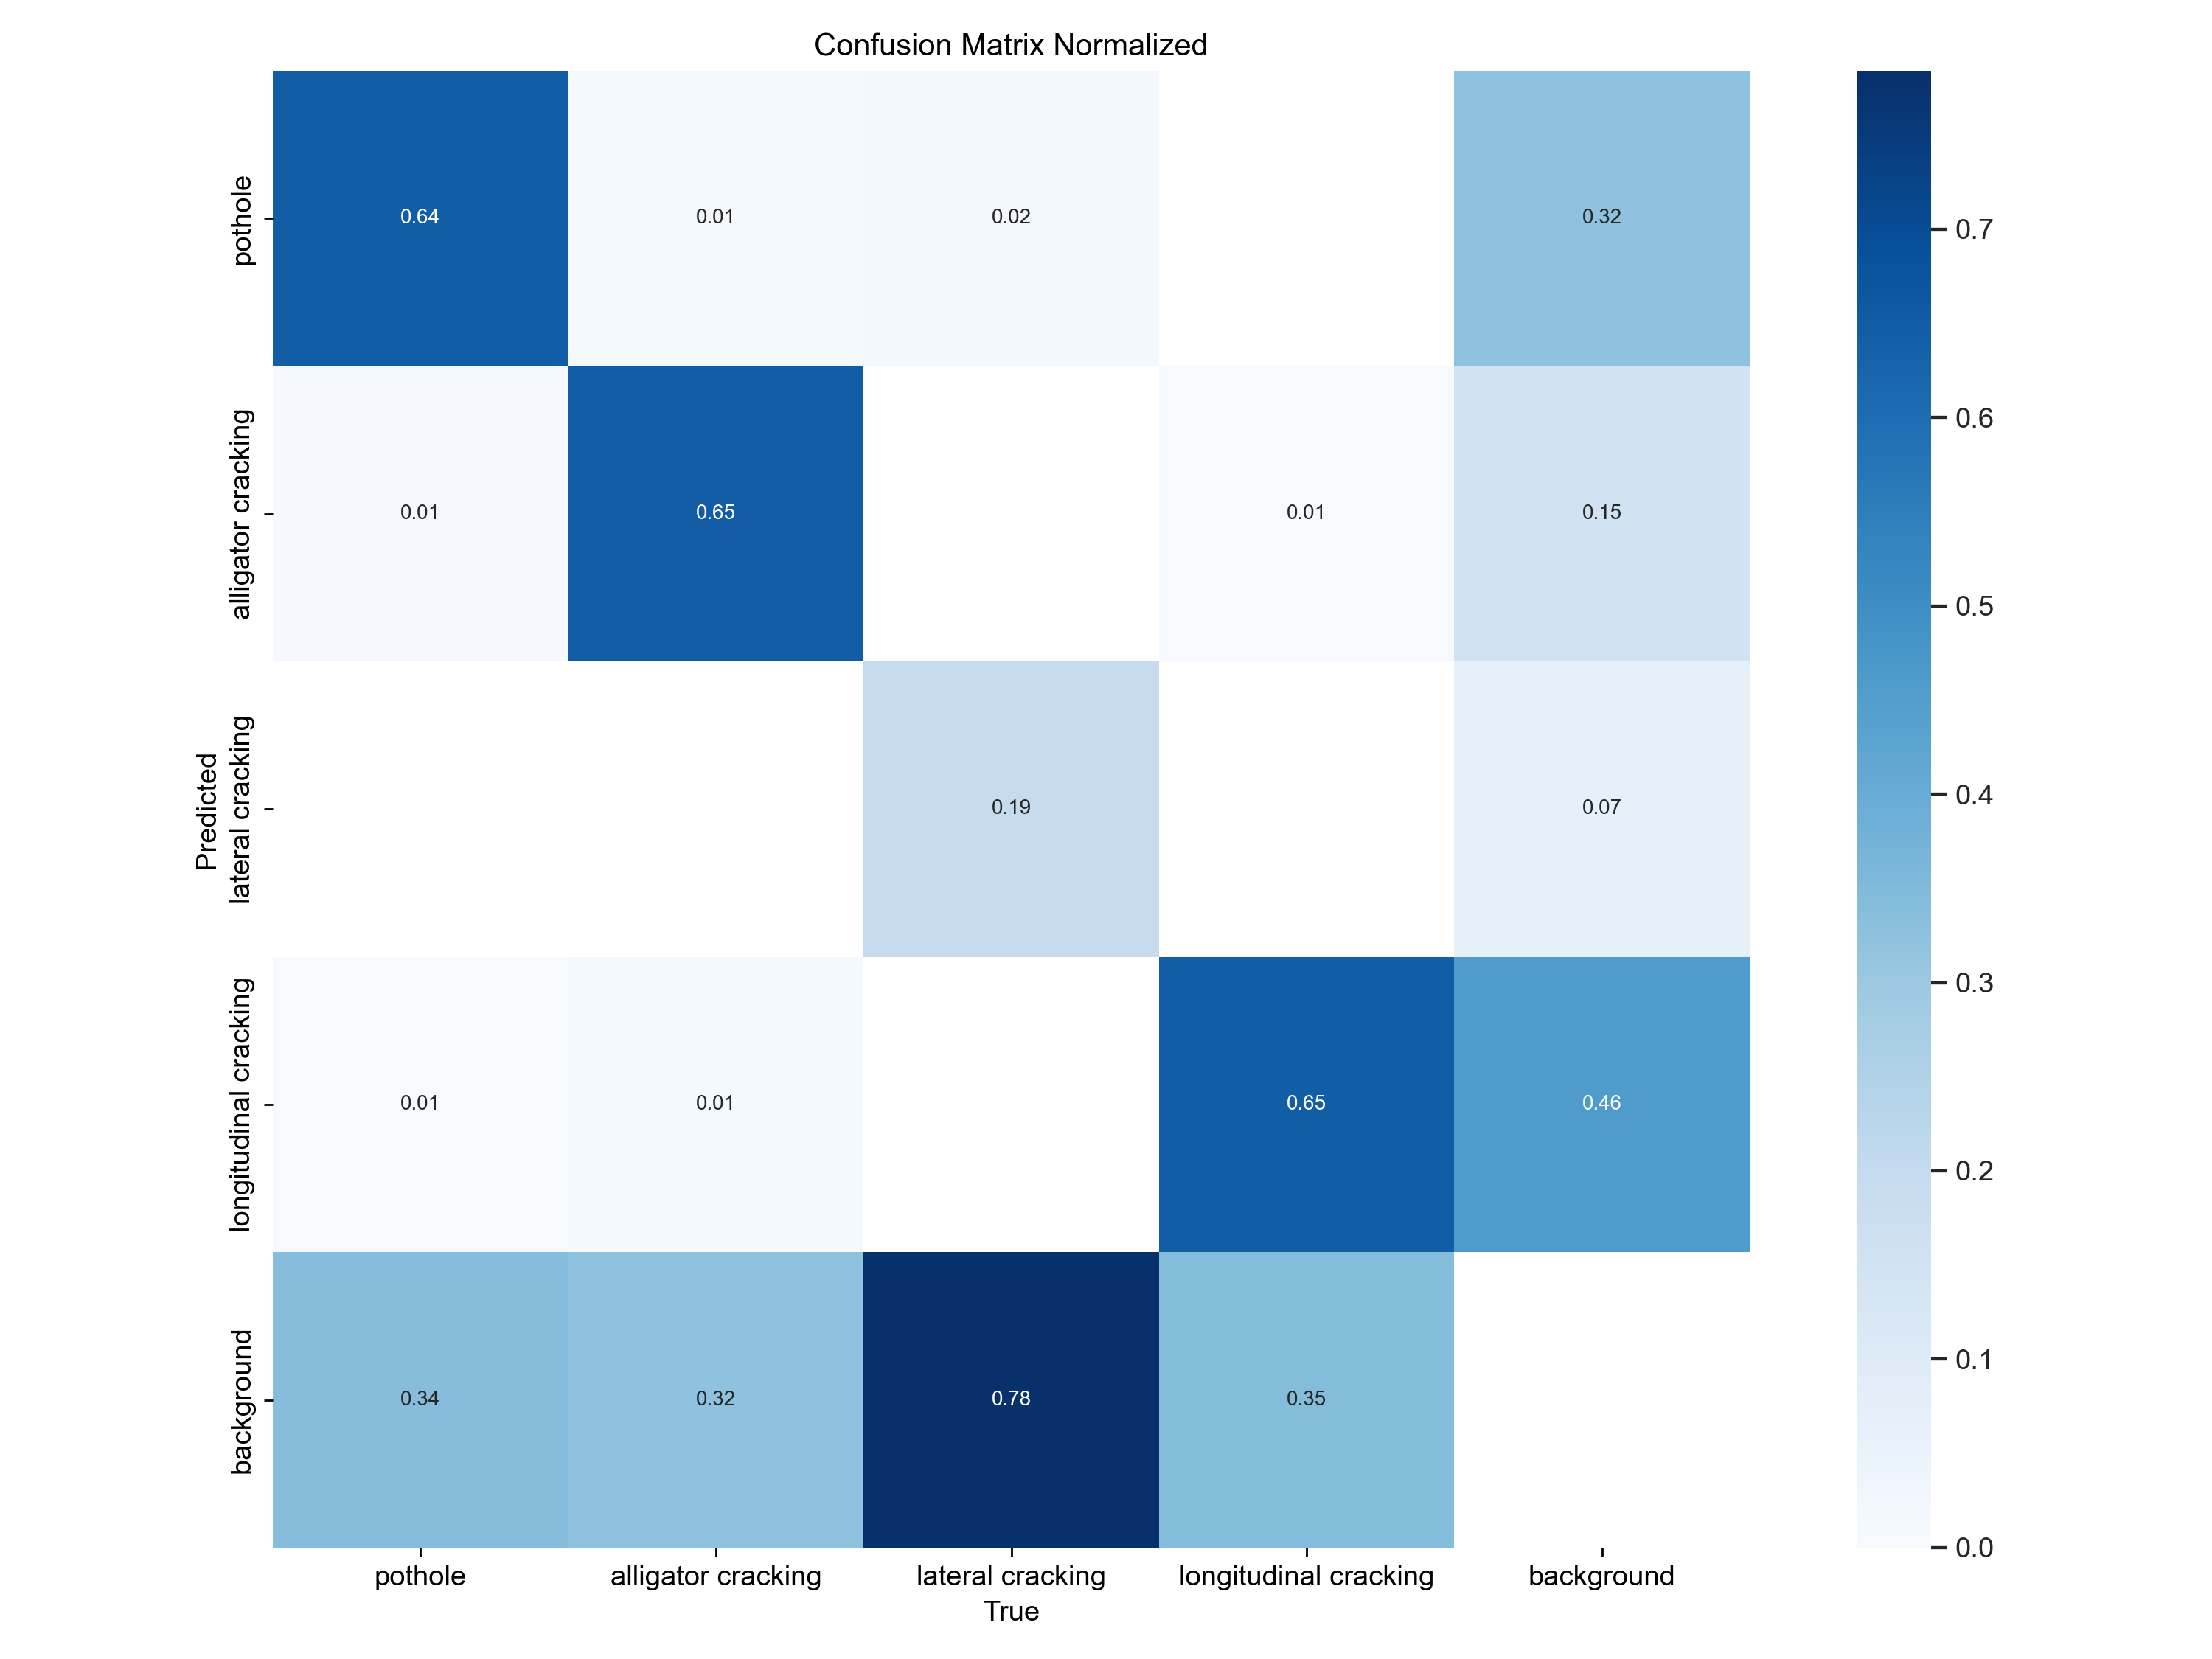 Confusion Matrix Normalized
pothole
0.64
0.01
0.02
0.32
alligator cracking
0.01
0.65
0.01
0.15
Predicted
lateral cracking
0.19
0.07
longitudinal cracking
0.01
0.01
0.65
0.46
background
0.34
0.32
0.78
0.35
pothole
alligator cracking
lateral cracking
longitudinal cracking
background
True
0.7
0.6
0.5
0.4
0.3
0.2
0.1
0.0